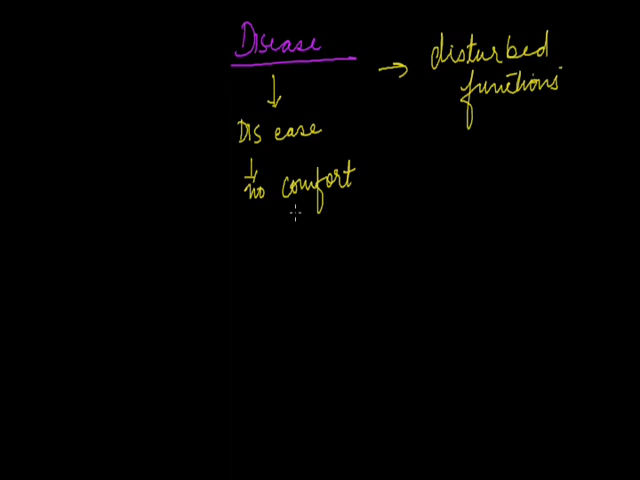 Disease
→ disturbed
functions
↓
Dis ease
↓
no comfort